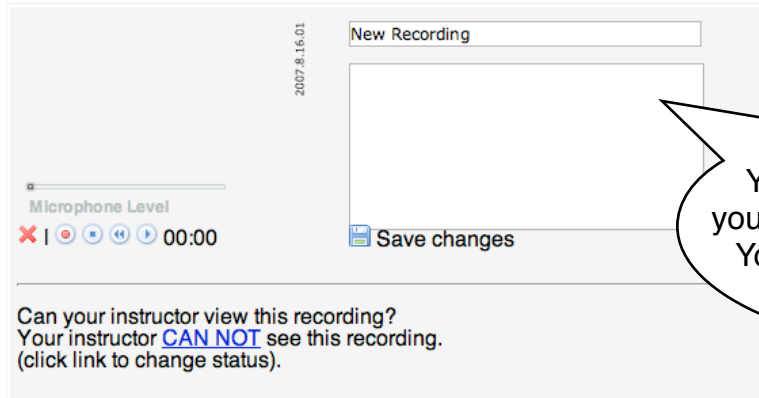 2007.8.16.01
New Recording
Microphone Level
00:00
Save changes
you
Can your instructor view this recording?
Your instructor CAN NOT see this recording.
(click link to change status).